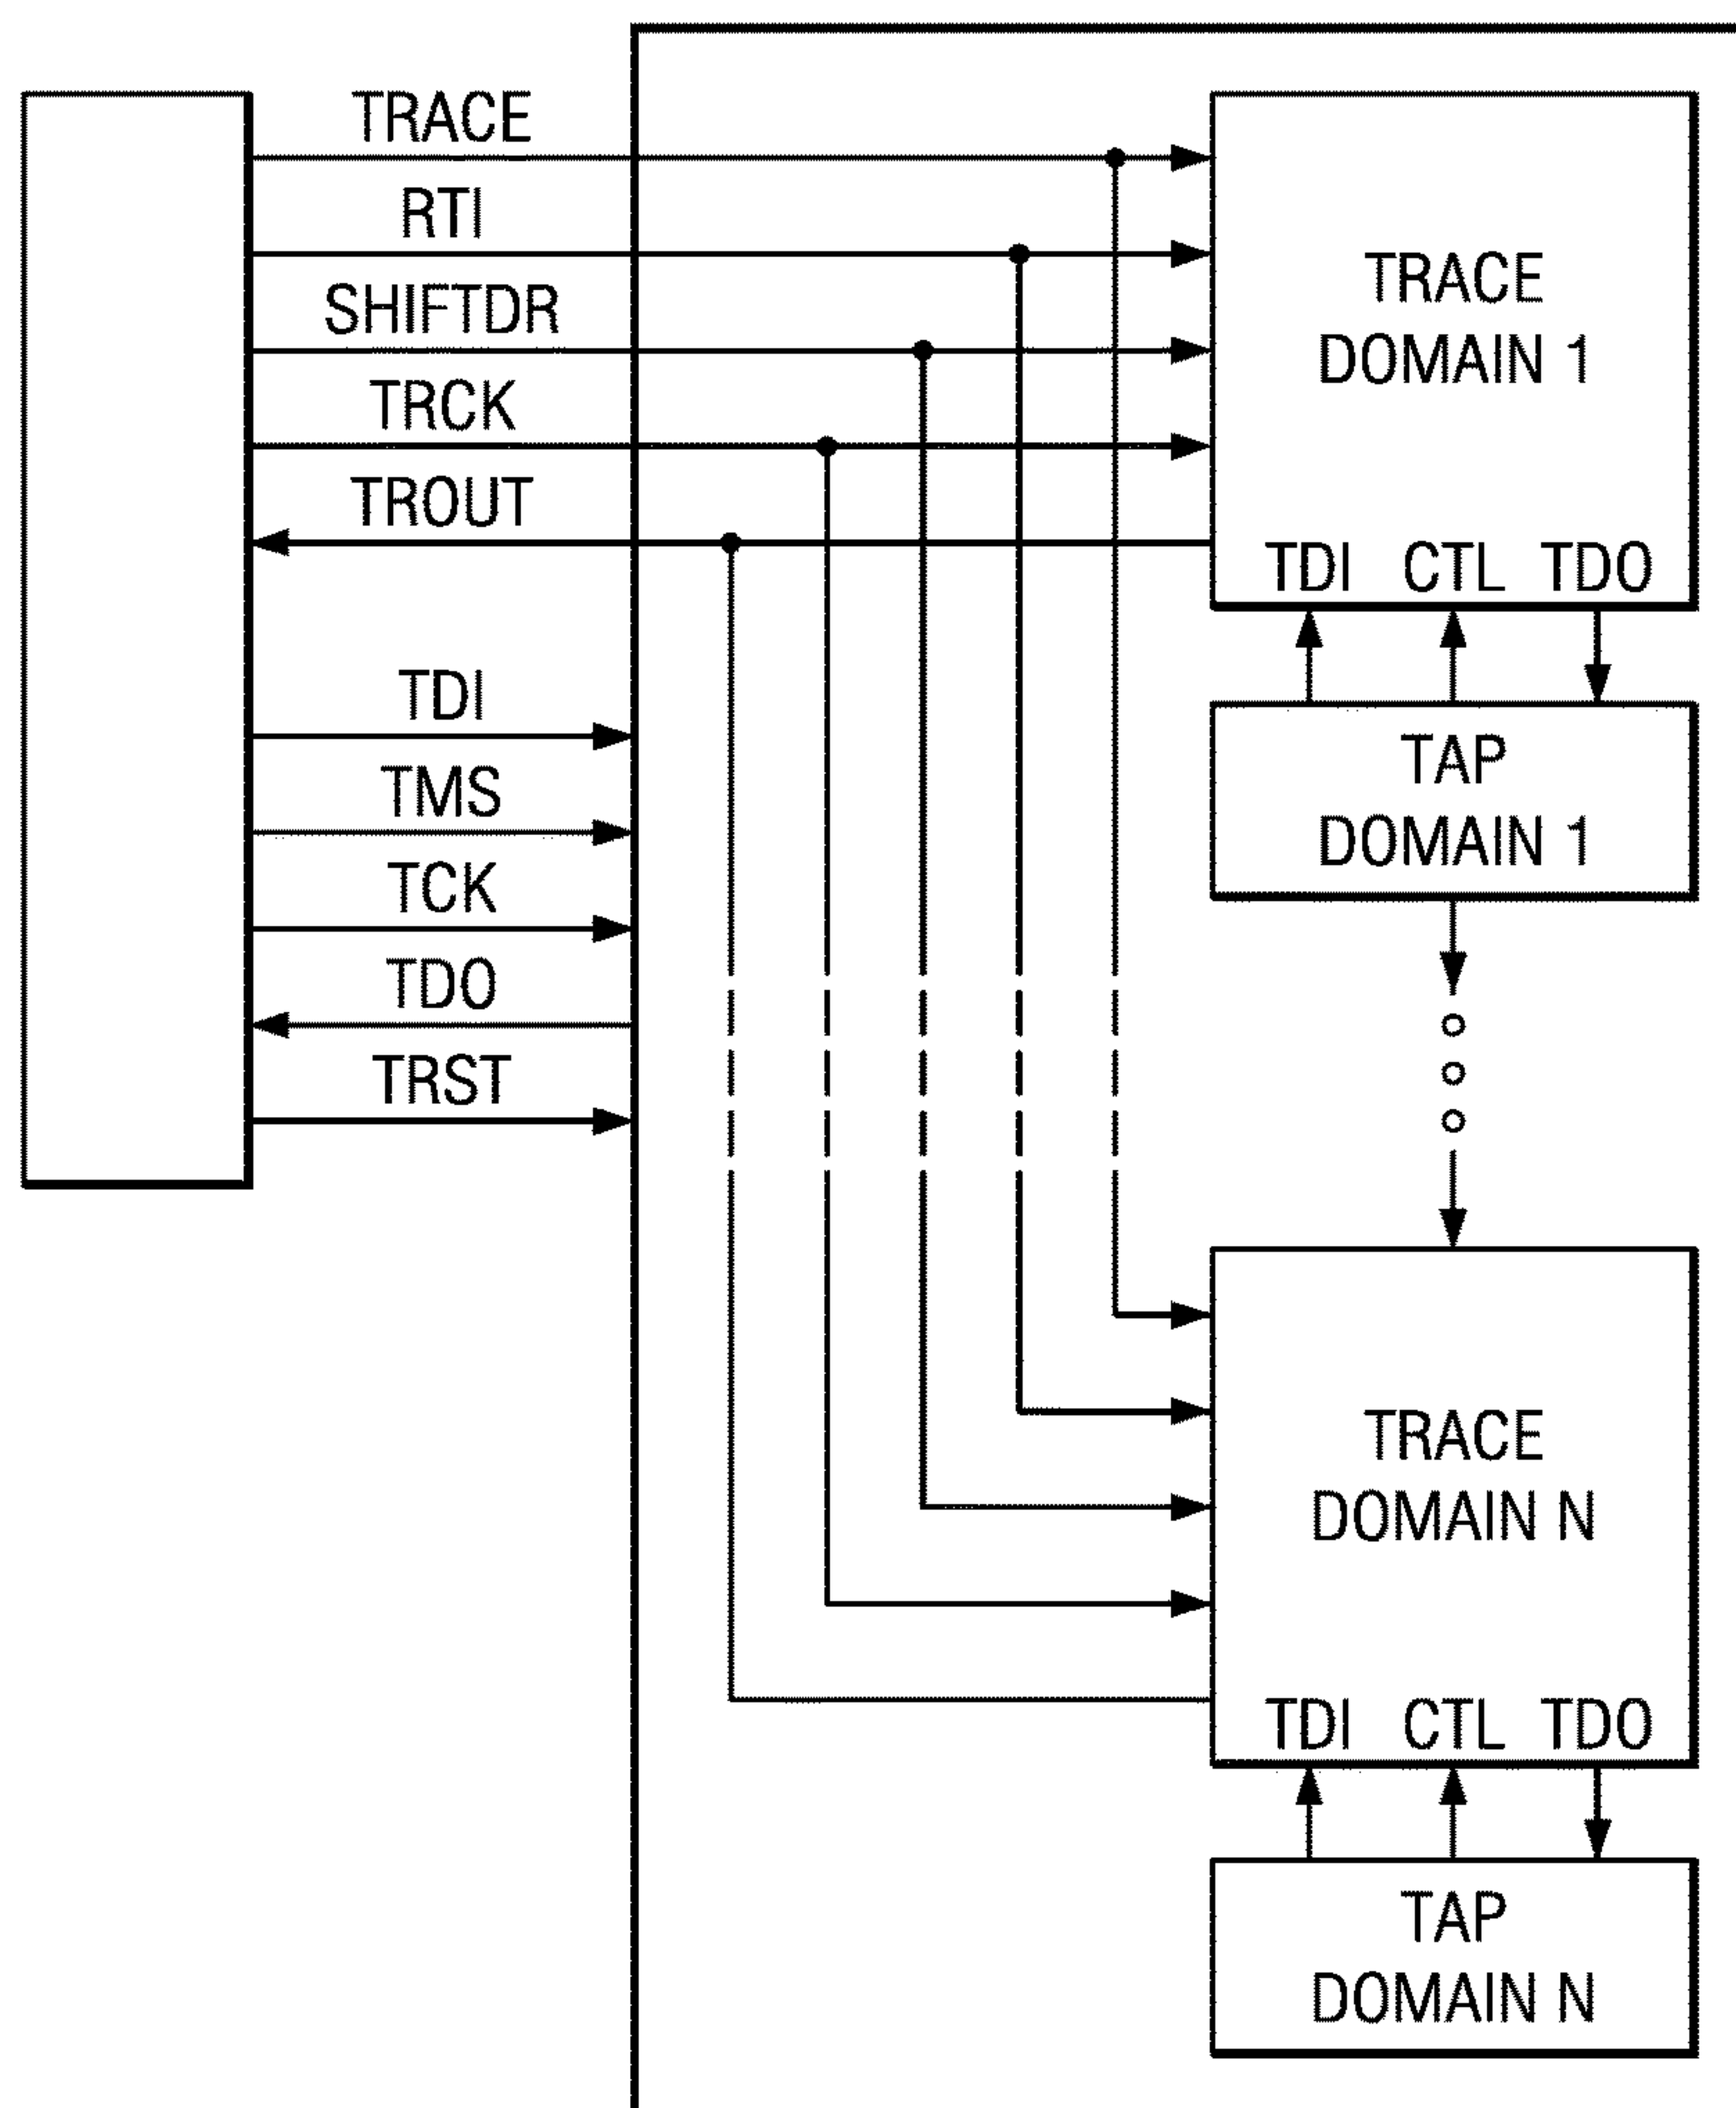 TRACE
RTI
SHIFTDR
TRCK
TROUT
TDI
TMS
TCK
TDO
TRST
TRACE
DOMAIN 1
TDI CTL TDO
TAP
DOMAIN 1
TRACE
DOMAIN N
TDI CTL TDO
TAP
DOMAIN N